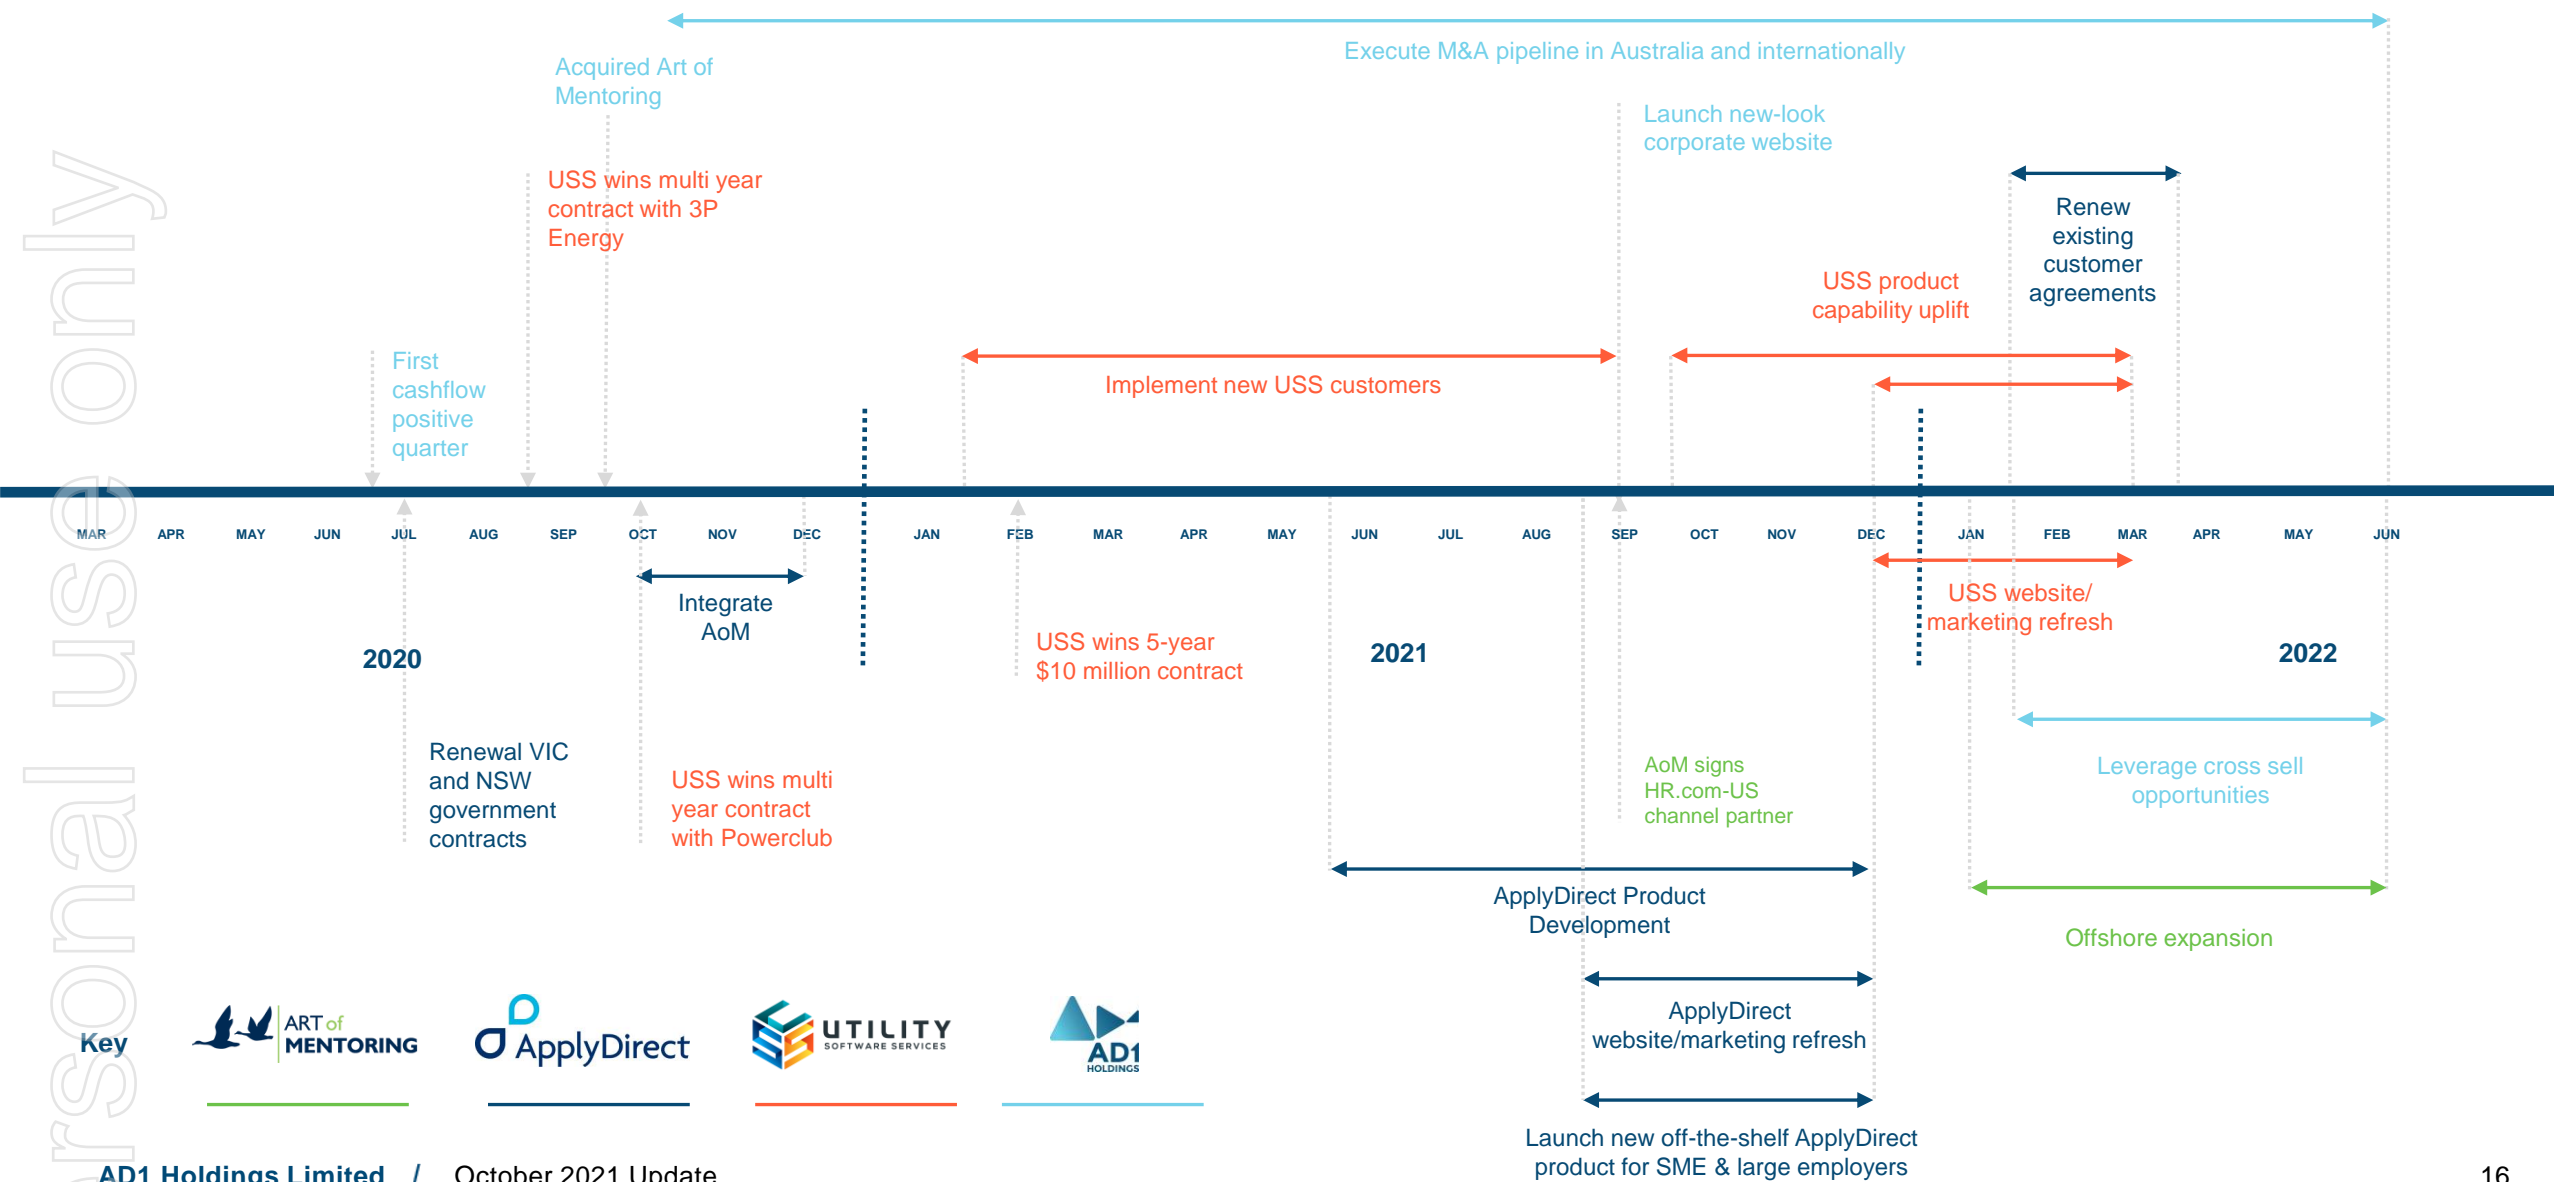 Execute M&A pipeline in Australia and internationally
Acquired Art of
Mentoring
Launch new-look
corporate website
USS wins multi year
contract with 3P
Energy
Renew
existing
customer
agreements
USS product
capability uplift
First
cashflow
positive
quarter
Implement new USS customers
MAR APR MAY JUN JUL AUG SEP OCT NOV DEC JAN FEB MAR APR MAY JUN JUL AUG SEP OCT NOV DEC JAN FEB MAR APR MAY JUN
Integrate
AoM
USS website/
marketing refresh
2020
USS wins 5-year
$10 million contract
2021
2022
Renewal VIC
and NSW
government
contracts
USS wins multi
year contract
with Powerclub
AoM signs
HR.com-US
channel partner
Leverage cross sell
opportunities
ApplyDirect Product
Development
Offshore expansion
ApplyDirect
website/marketing refresh
Launch new off-the-shelf ApplyDirect
product for SME & large employers
Key
ART of
MENTORING
ApplyDirect
UTILITY
SOFTWARE SERVICES
AD1
HOLDINGS
AD1 Holdings Limited / October 2021 Update
16
rsonal use only